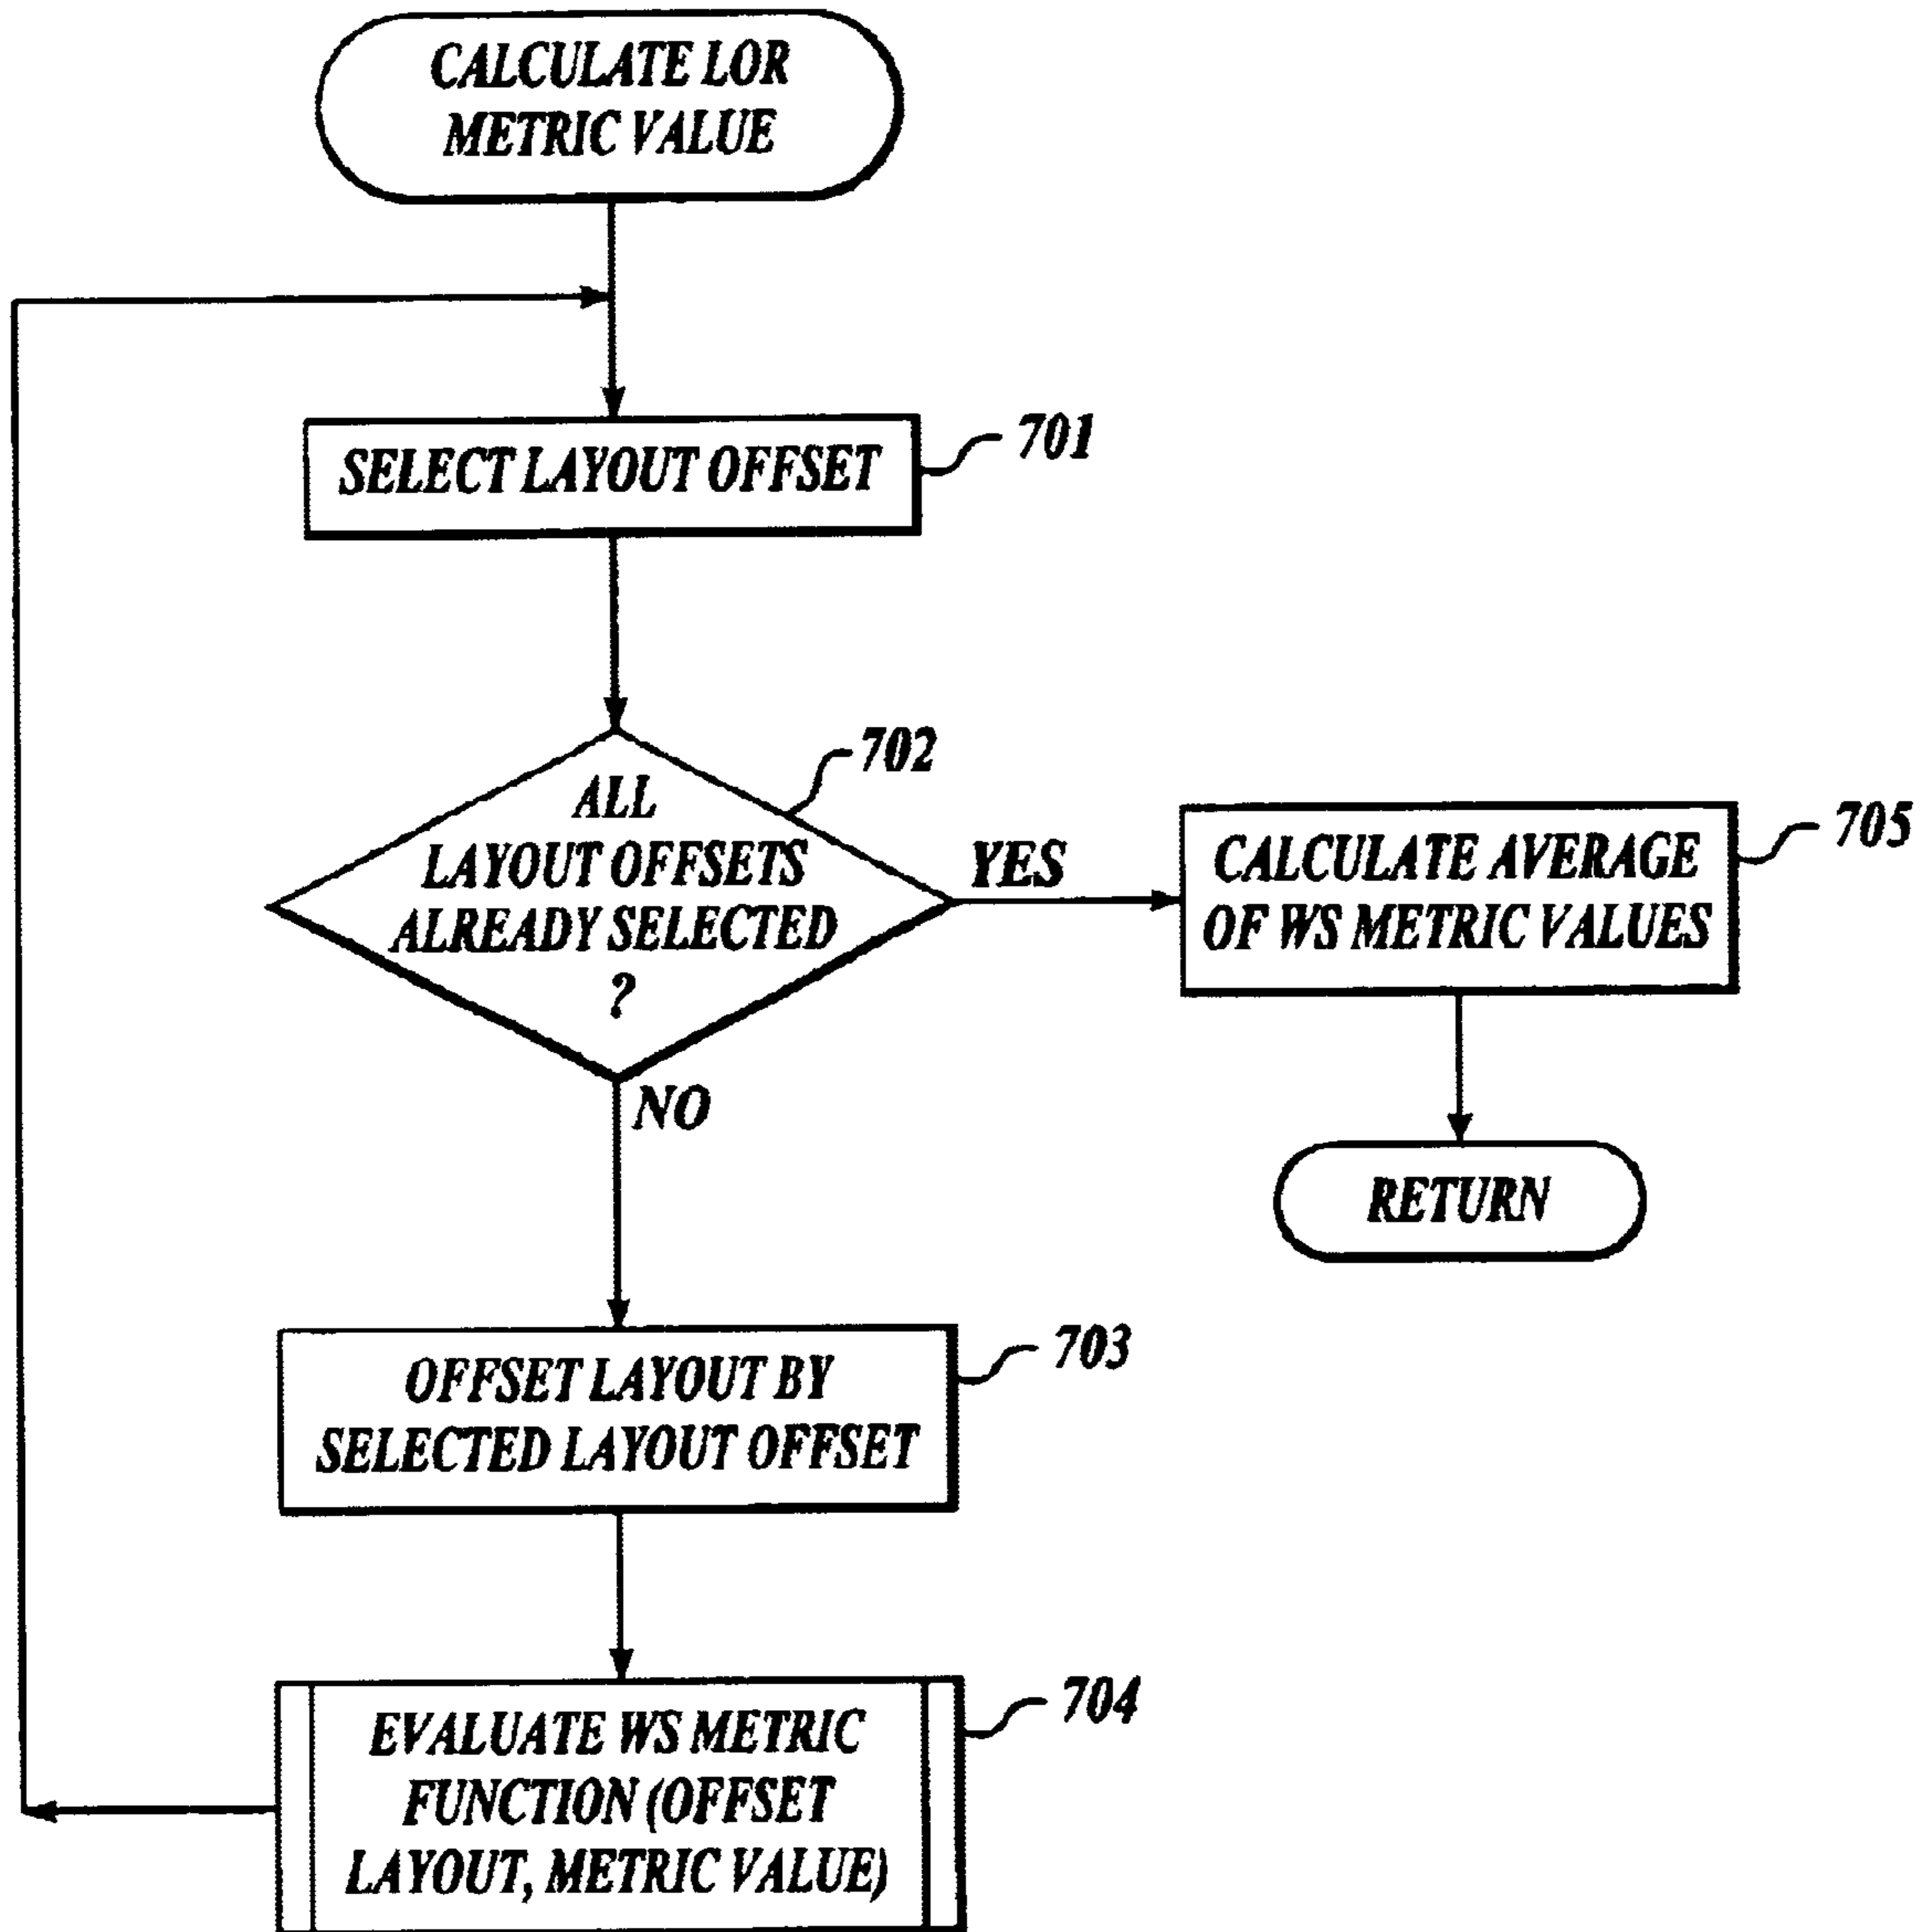 CALCULATE LOR
METRIC VALUE
SELECT LAYOUT OFFSET
701
ALL
LAYOUT OFFSETS
ALREADY SELECTED
?
702
YES
CALCULATE AVERAGE
OF WS METRIC VALUES
705
RETURN
NO
OFFSET LAYOUT BY
SELECTED LAYOUT OFFSET
703
EVALUATE WS METRIC
FUNCTION (OFFSET
LAYOUT, METRIC VALUE)
704